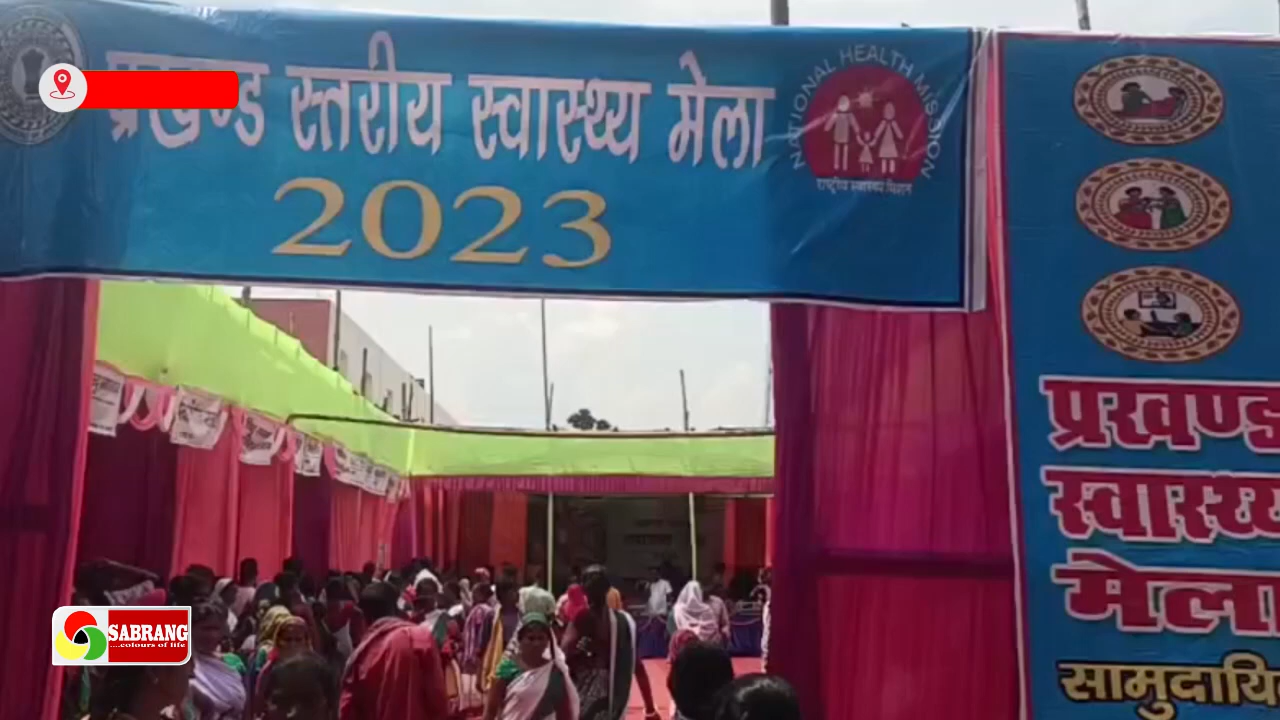 प्रखण्ड स्तरीय स्वास्थ्य मेला
2023
NATIONAL HEALTH MISSION
राष्ट्रीय स्वास्थ्य मिशन
प्रखण्ड
स्वास्थ्य
मेला
सामुदायि
SABRANG
....colours of life